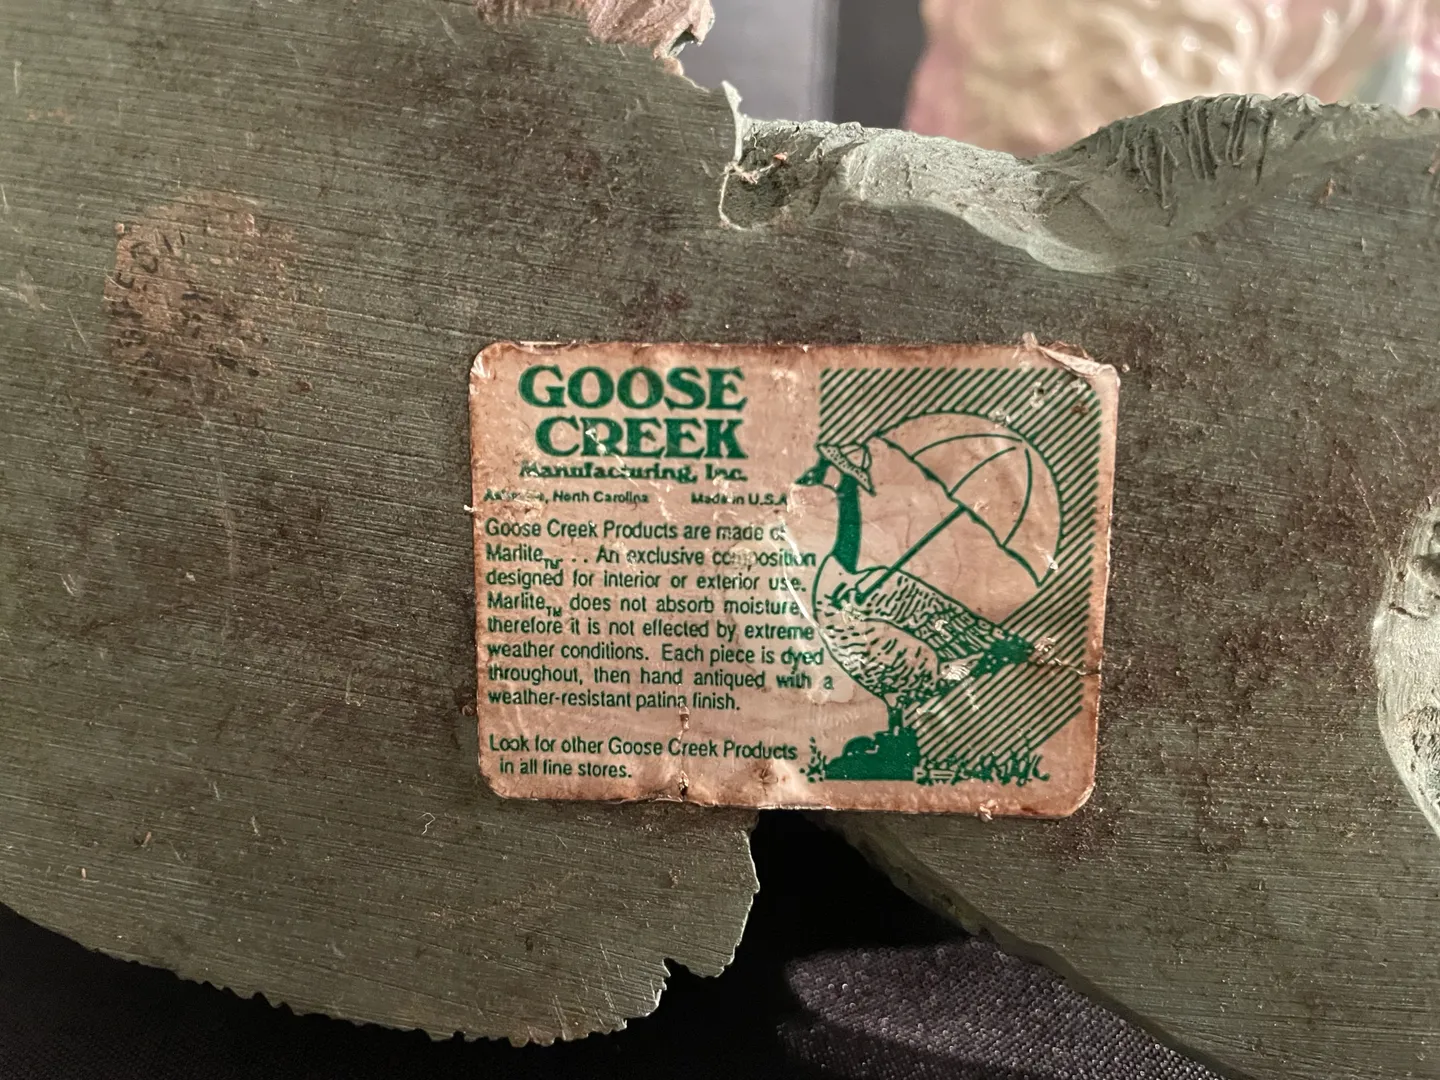 GOOSE
CREEK
Manufacturing, Inc.
North Carolina Made in U.S.A
Goose Creek Products are made of
Marlite™ . . . An exclusive composition
designed for interior or exterior use.
Marlite™ does not absorb moisture
therefore it is not effected by extreme
weather conditions. Each piece is dyed
throughout, then hand antiqued with a
weather-resistant patina finish.
Look for other Goose Creek Products
in all fine stores.